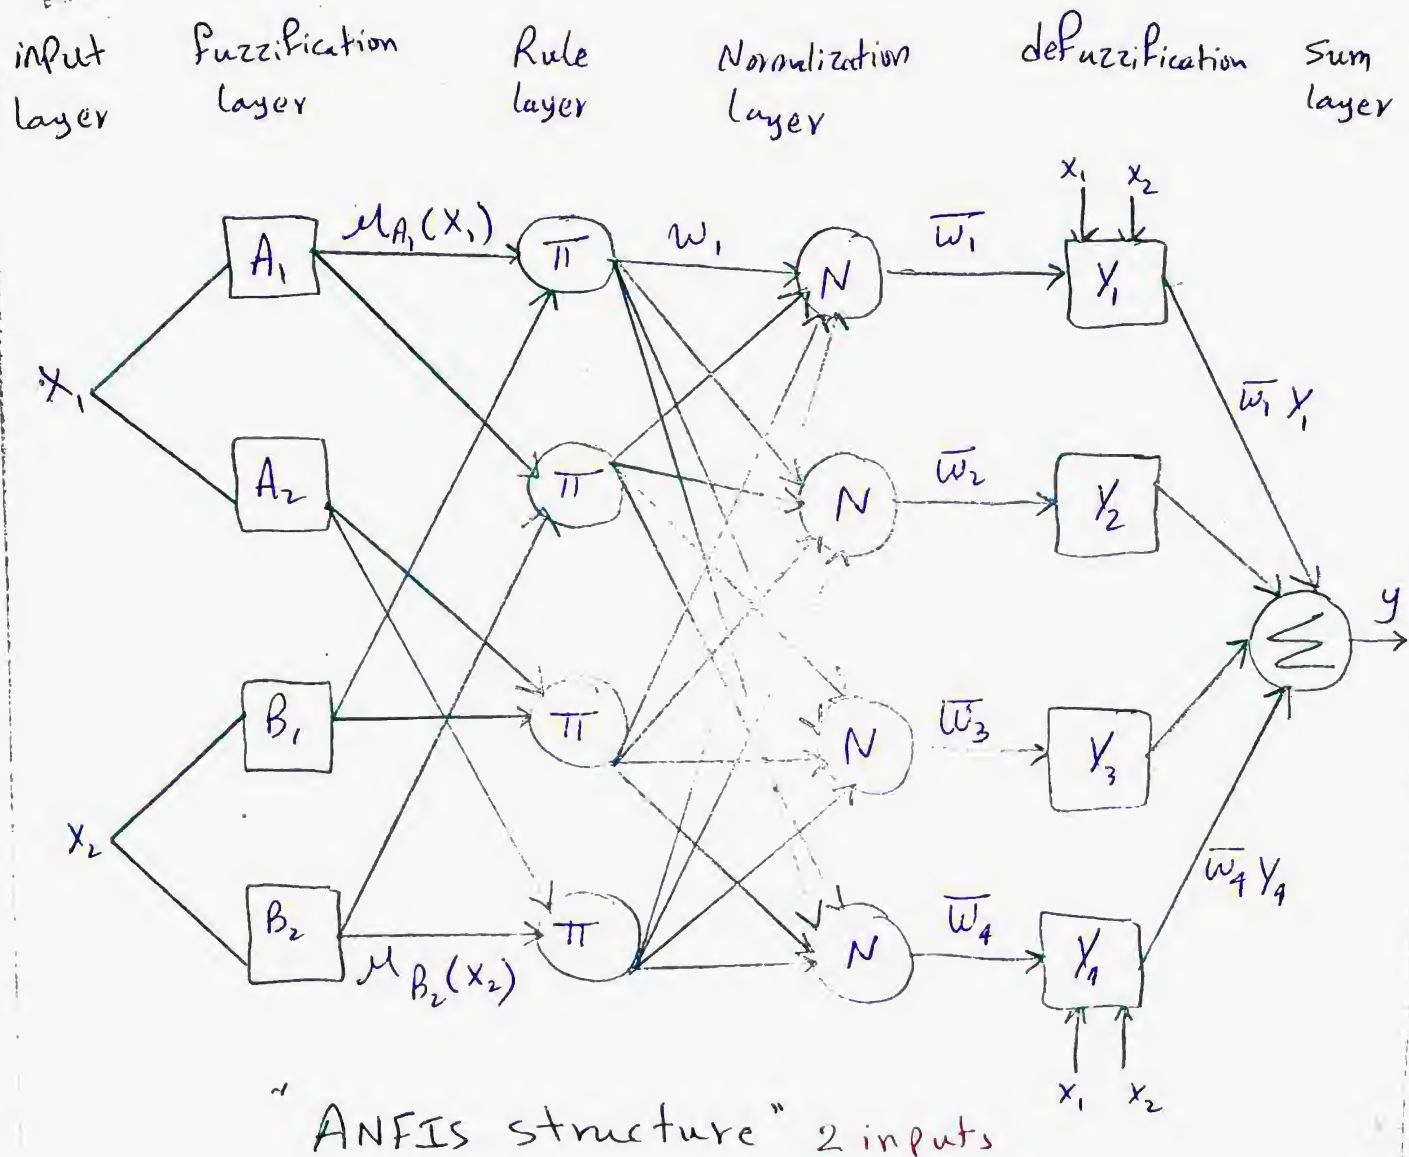 input layer
fuzzification layer
Rule layer
Normalization layer
defuzzification
Sum layer
x₁ x₂
A₁ μA₁(x₁) π w₁ N w̅₁ Y₁
x₁
w̅₁ Y₁
A₂ π N w̅₂ Y₂
Σ y
B₁ π N w̅₃ Y₃
x₂
w̅₄ Y₄
B₂ μB₂(x₂) π N w̅₄ Y₄
x₁ x₂
"ANFIS structure" 2 inputs